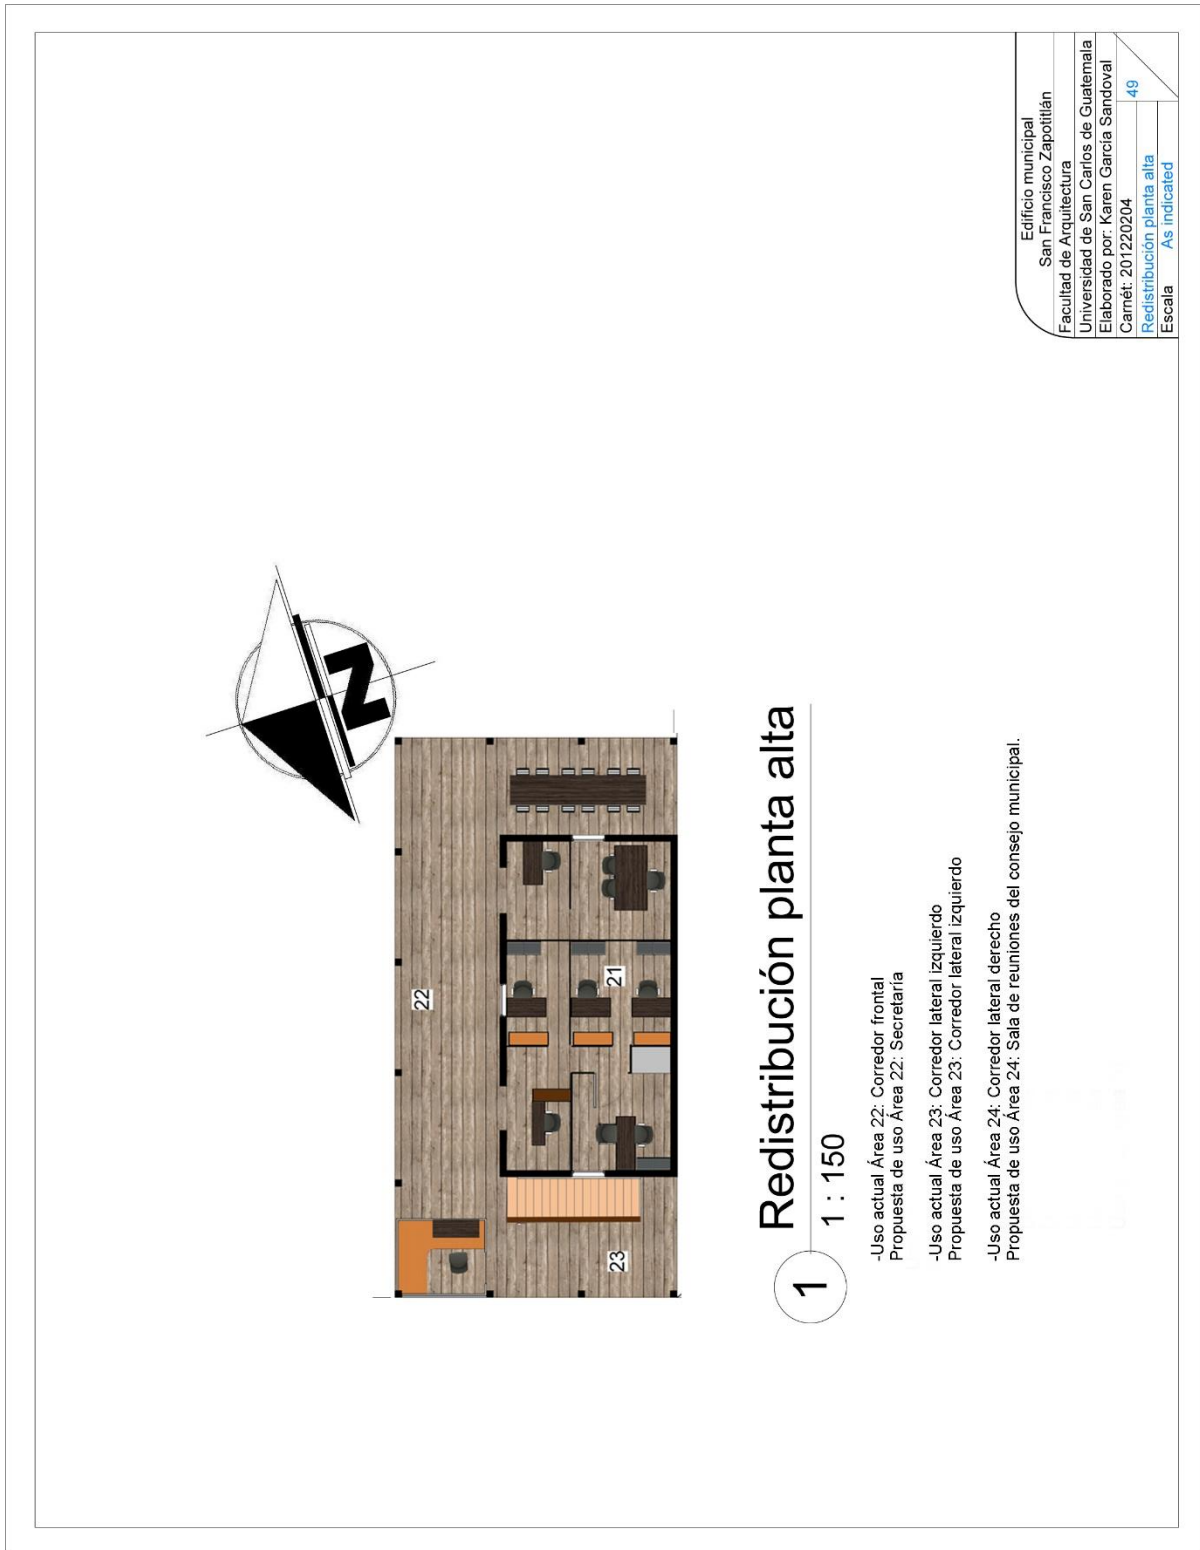 N
22
21
23
1
Redistribución planta alta
1 : 150
-Uso actual Área 22: Corredor frontal
Propuesta de uso Área 22: Secretaría
-Uso actual Área 23: Corredor lateral izquierdo
Propuesta de uso Área 23: Corredor lateral izquierdo
-Uso actual Área 24: Corredor lateral derecho
Propuesta de uso Área 24: Sala de reuniones del consejo municipal.
Edificio municipal
San Francisco Zapotitlán
Facultad de Arquitectura
Universidad de San Carlos de Guatemala
Elaborado por: Karen García Sandoval
Carnét: 201220204
49
Redistribución planta alta
Escala As indicated